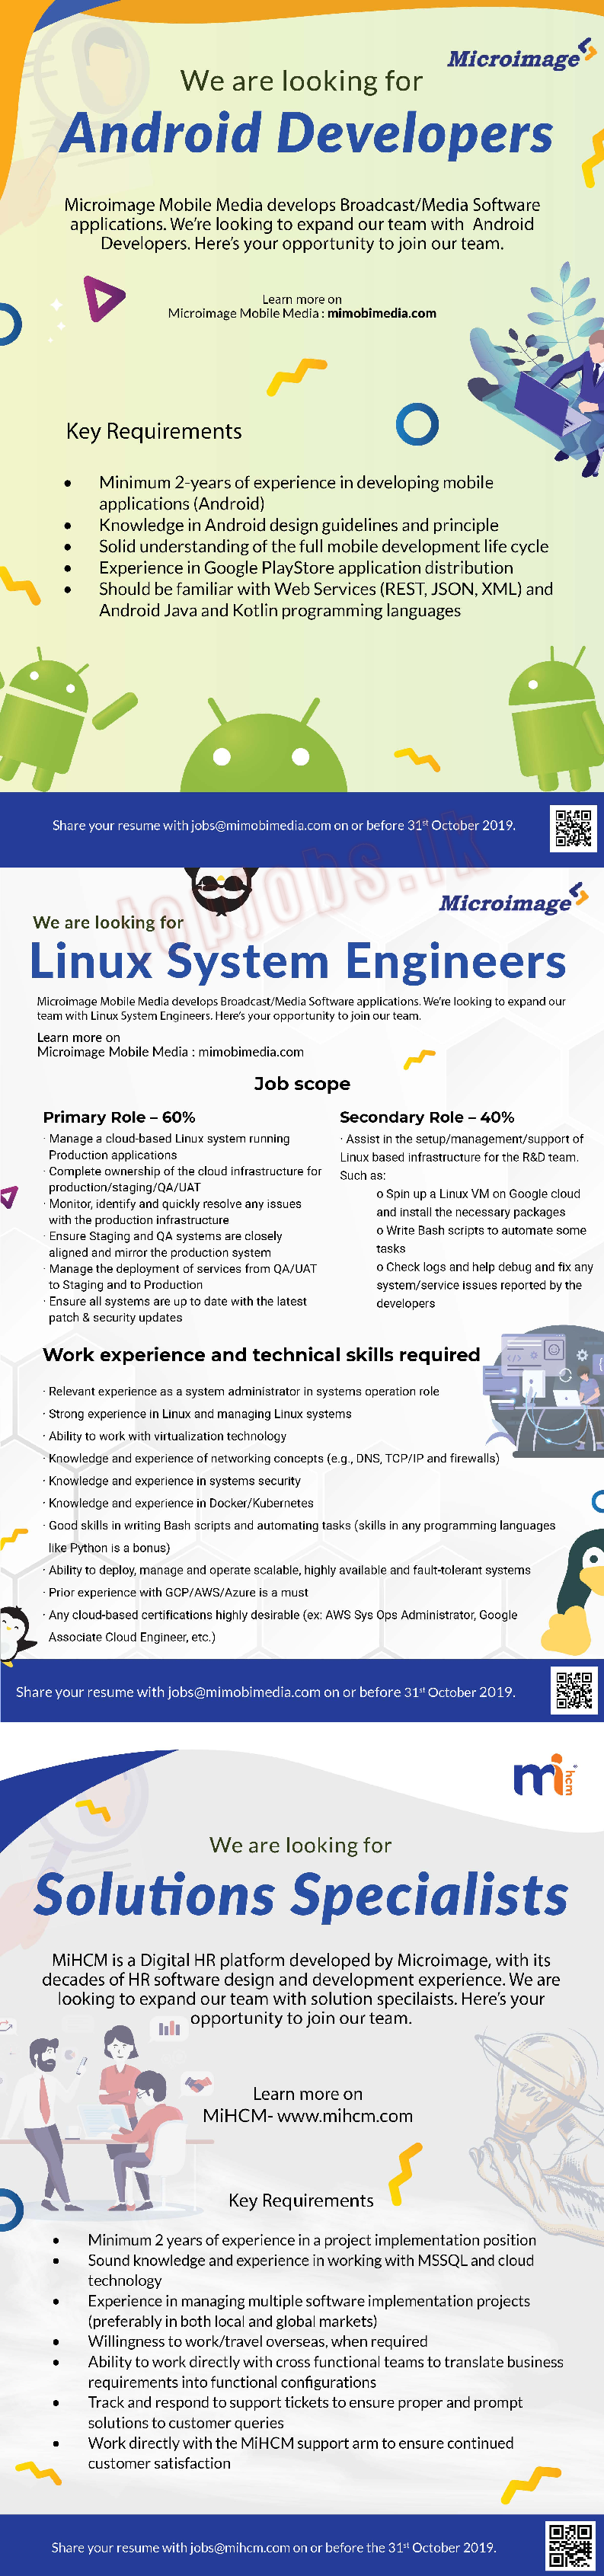 Microimage
We are looking for
Android Developers
Microimage Mobile Media develops Broadcast/Media Software
applications. We're looking to expand our team with Android
Developers. Here's your opportunity to join our team.
Learn more on
Microimage Mobile Media : mimobimedia.com
Key Requirements
• Minimum 2-years of experience in developing mobile
applications (Android)
• Knowledge in Android design guidelines and principle
• Solid understanding of the full mobile development life cycle
• Experience in Google PlayStore application distribution
• Should be familiar with Web Services (REST, JSON, XML) and
Android Java and Kotlin programming languages
Share your resume with jobs@mimobimedia.com on or before 31st October 2019.
Microimage
We are looking for
Linux System Engineers
Microimage Mobile Media develops Broadcast/Media Software applications. We're looking to expand our
team with Linux System Engineers. Here's your opportunity to join our team.
Learn more on
Microimage Mobile Media : mimobimedia.com
Job scope
Primary Role – 60%
· Manage a cloud-based Linux system running
Production applications
· Complete ownership of the cloud infrastructure for
production/staging/QA/UAT
· Monitor, identify and quickly resolve any issues
with the production infrastructure
· Ensure Staging and QA systems are closely
aligned and mirror the production system
· Manage the deployment of services from QA/UAT
to Staging and to Production
· Ensure all systems are up to date with the latest
patch & security updates
Secondary Role – 40%
· Assist in the setup/management/support of
Linux based infrastructure for the R&D team.
Such as:
o Spin up a Linux VM on Google cloud
and install the necessary packages
o Write Bash scripts to automate some
tasks
o Check logs and help debug and fix any
system/service issues reported by the
developers
Work experience and technical skills required
· Relevant experience as a system administrator in systems operation role
· Strong experience in Linux and managing Linux systems
· Ability to work with virtualization technology
· Knowledge and experience of networking concepts (e.g., DNS, TCP/IP and firewalls)
· Knowledge and experience in systems security
· Knowledge and experience in Docker/Kubernetes
· Good skills in writing Bash scripts and automating tasks (skills in any programming languages
like Python is a bonus)
· Ability to deploy, manage and operate scalable, highly available and fault-tolerant systems
· Prior experience with GCP/AWS/Azure is a must
· Any cloud-based certifications highly desirable (ex: AWS Sys Ops Administrator, Google
Associate Cloud Engineer, etc.)
Share your resume with jobs@mimobimedia.com on or before 31st October 2019.
mi hcm
We are looking for
Solutions Specialists
MiHCM is a Digital HR platform developed by Microimage, with its
decades of HR software design and development experience. We are
looking to expand our team with solution specilaists. Here's your
opportunity to join our team.
Learn more on
MiHCM- www.mihcm.com
Key Requirements
• Minimum 2 years of experience in a project implementation position
• Sound knowledge and experience in working with MSSQL and cloud
technology
• Experience in managing multiple software implementation projects
(preferably in both local and global markets)
• Willingness to work/travel overseas, when required
• Ability to work directly with cross functional teams to translate business
requirements into functional configurations
• Track and respond to support tickets to ensure proper and prompt
solutions to customer queries
• Work directly with the MiHCM support arm to ensure continued
customer satisfaction
Share your resume with jobs@mihcm.com on or before the 31st October 2019.